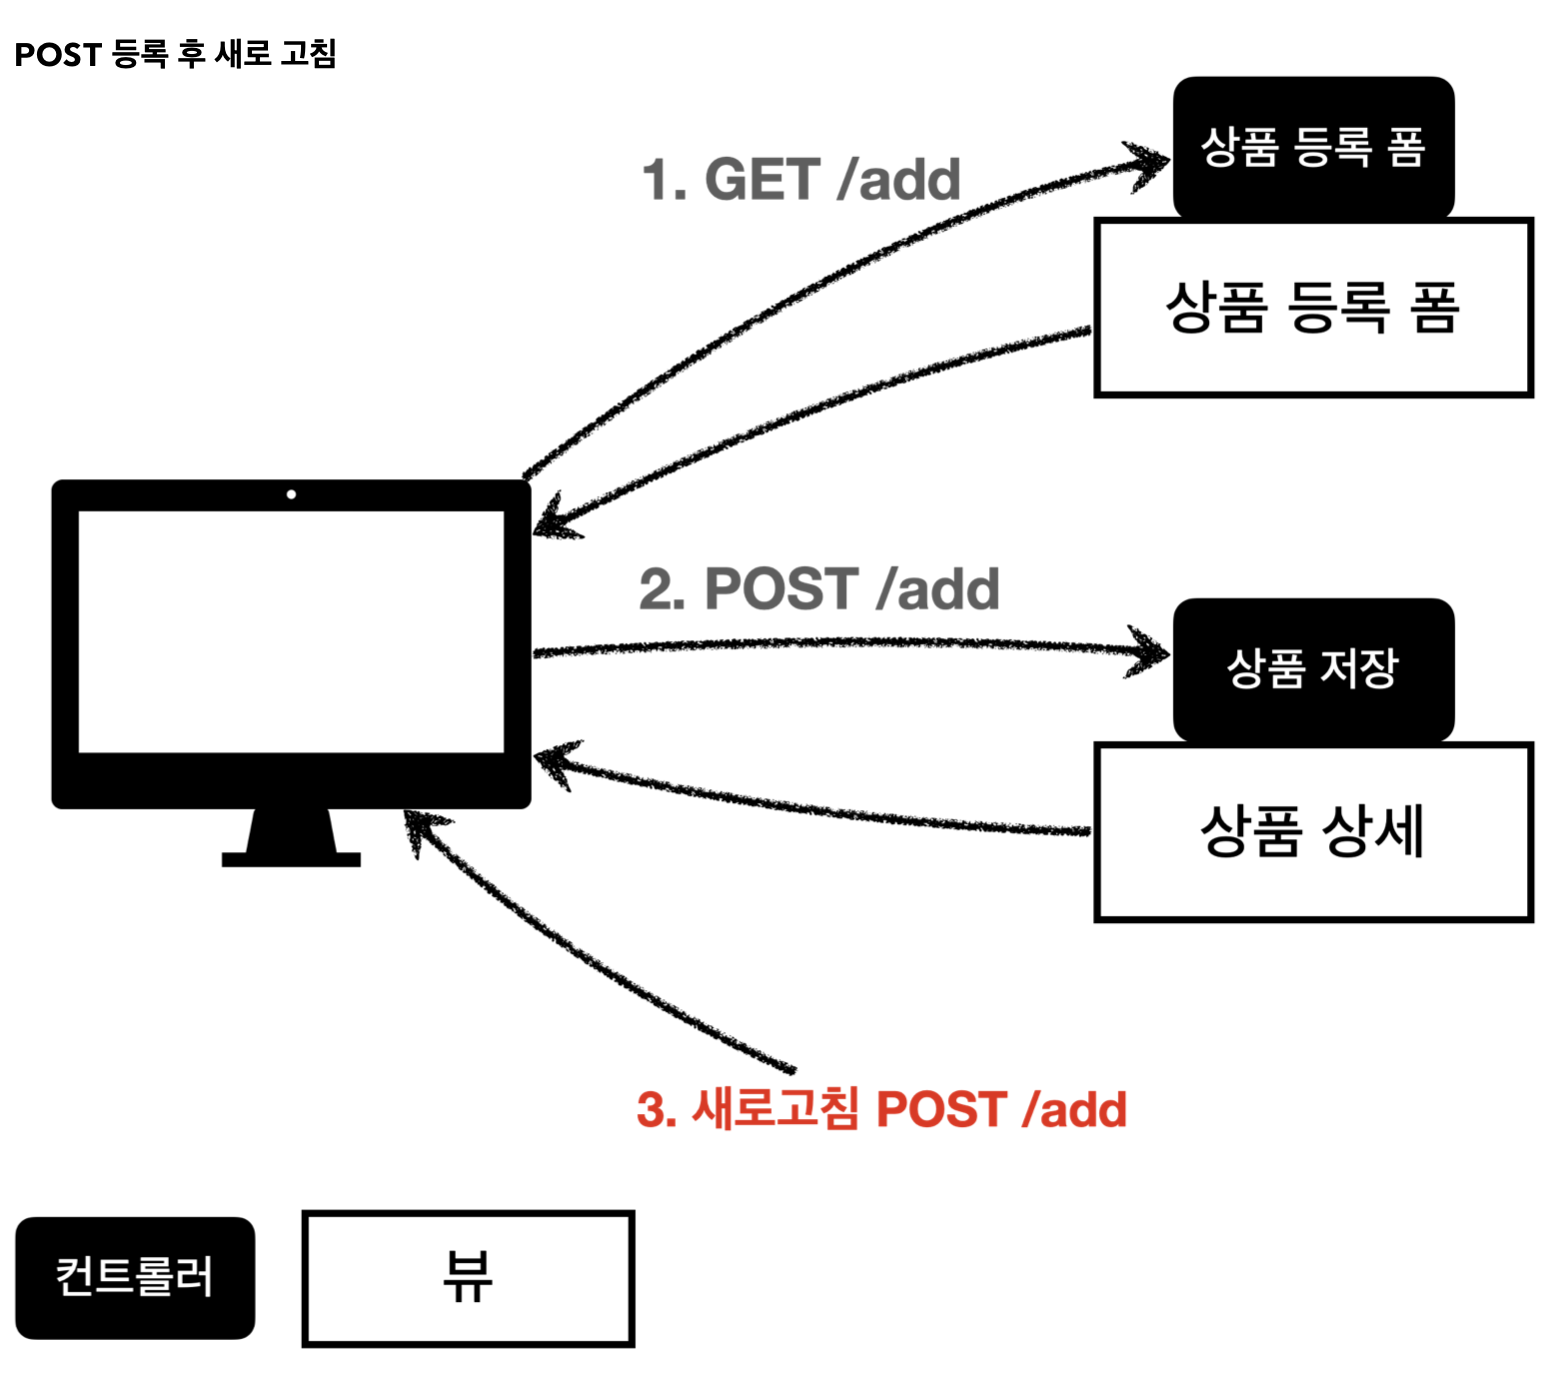 POST 등록 후 새로 고침
상품 등록 폼
1. GET /add
상품 등록 폼
2. POST /add
상품 저장
상품 상세
3. 새로고침 POST /add
컨트롤러
뷰